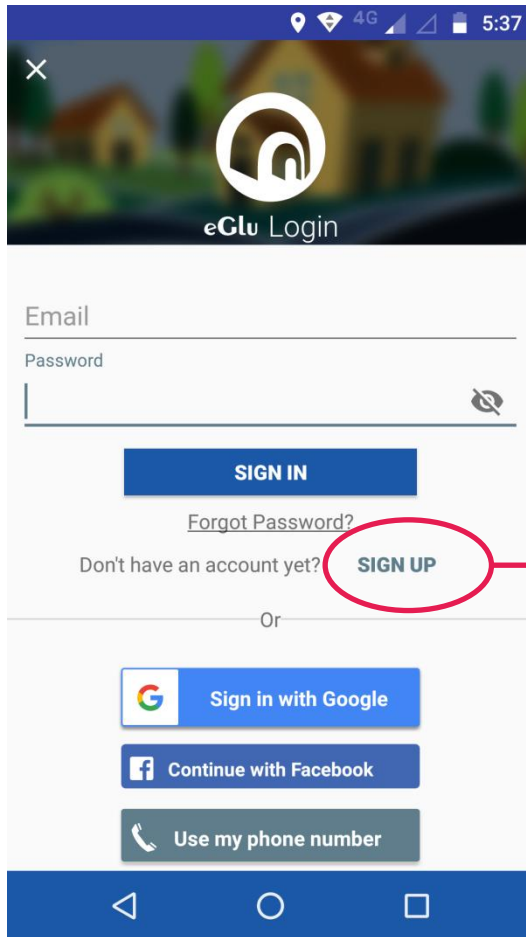 4G 5:37
eGlu Login
Email
Password
SIGN IN
Forgot Password?
Don't have an account yet? SIGN UP
Or
Sign in with Google
Continue with Facebook
Use my phone number